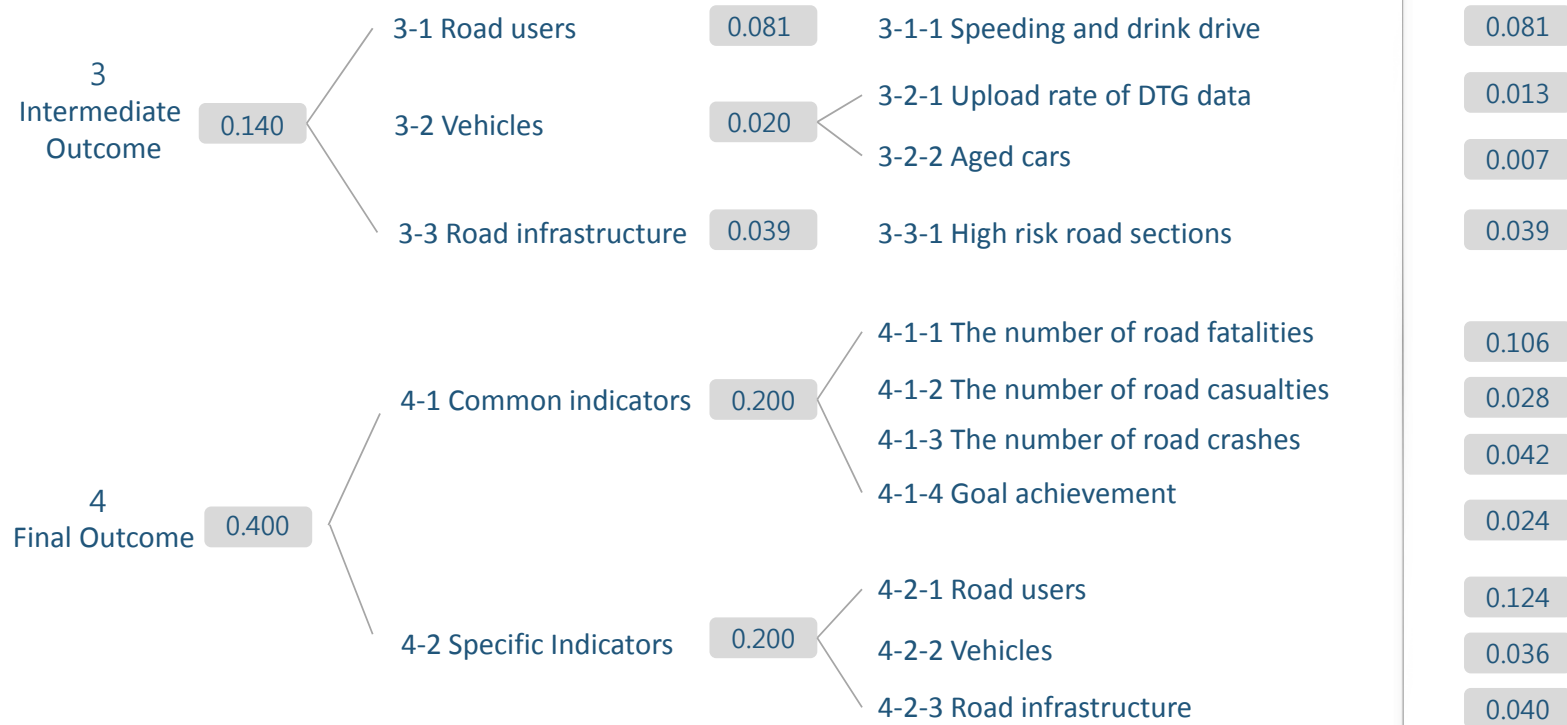 3
Intermediate
Outcome
0.140
3-1 Road users
0.081
3-1-1 Speeding and drink drive
0.081
3-2 Vehicles
0.020
3-2-1 Upload rate of DTG data
0.013
3-2-2 Aged cars
0.007
3-3 Road infrastructure
0.039
3-3-1 High risk road sections
0.039
4
Final Outcome
0.400
4-1 Common indicators
0.200
4-1-1 The number of road fatalities
0.106
4-1-2 The number of road casualties
0.028
4-1-3 The number of road crashes
0.042
4-1-4 Goal achievement
0.024
4-2 Specific Indicators
0.200
4-2-1 Road users
0.124
4-2-2 Vehicles
0.036
4-2-3 Road infrastructure
0.040